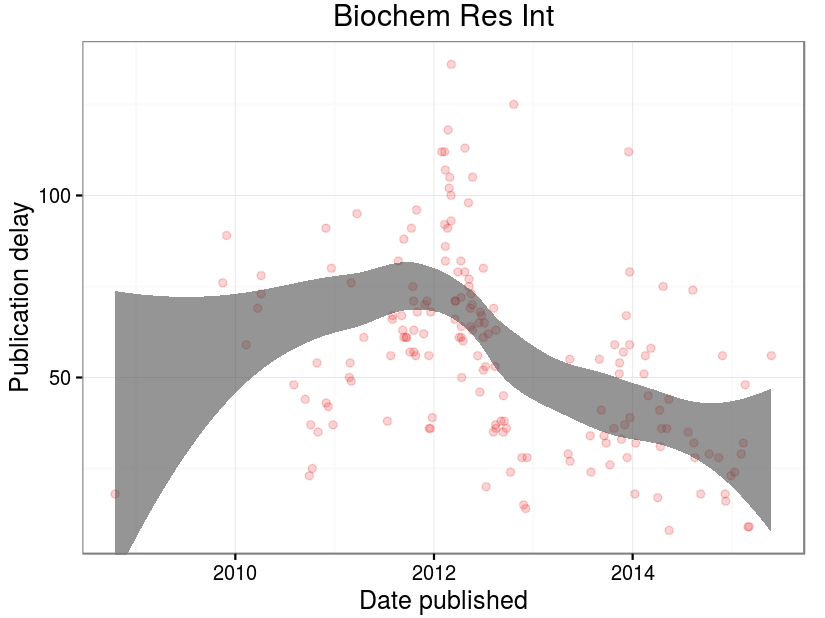 Biochem Res Int
Publication delay
100
50
2010 2012 2014
Date published